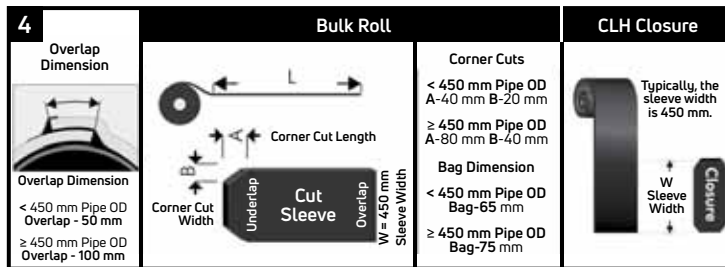 4
Bulk Roll
CLH Closure
Overlap
Dimension
Overlap Dimension
< 450 mm Pipe OD
Overlap - 50 mm
≥ 450 mm Pipe OD
Overlap - 100 mm
L
A
Corner Cut Length
B
Corner Cut
Width
Underlap
Cut
Sleeve
Overlap
W = 450 mm
Sleeve Width
Corner Cuts
< 450 mm Pipe OD
A-40 mm B-20 mm
≥ 450 mm Pipe OD
A-80 mm B-40 mm
Bag Dimension
< 450 mm Pipe OD
Bag-65 mm
≥ 450 mm Pipe OD
Bag-75 mm
Typically, the
sleeve width
is 450 mm.
W
Sleeve
Width
Closure